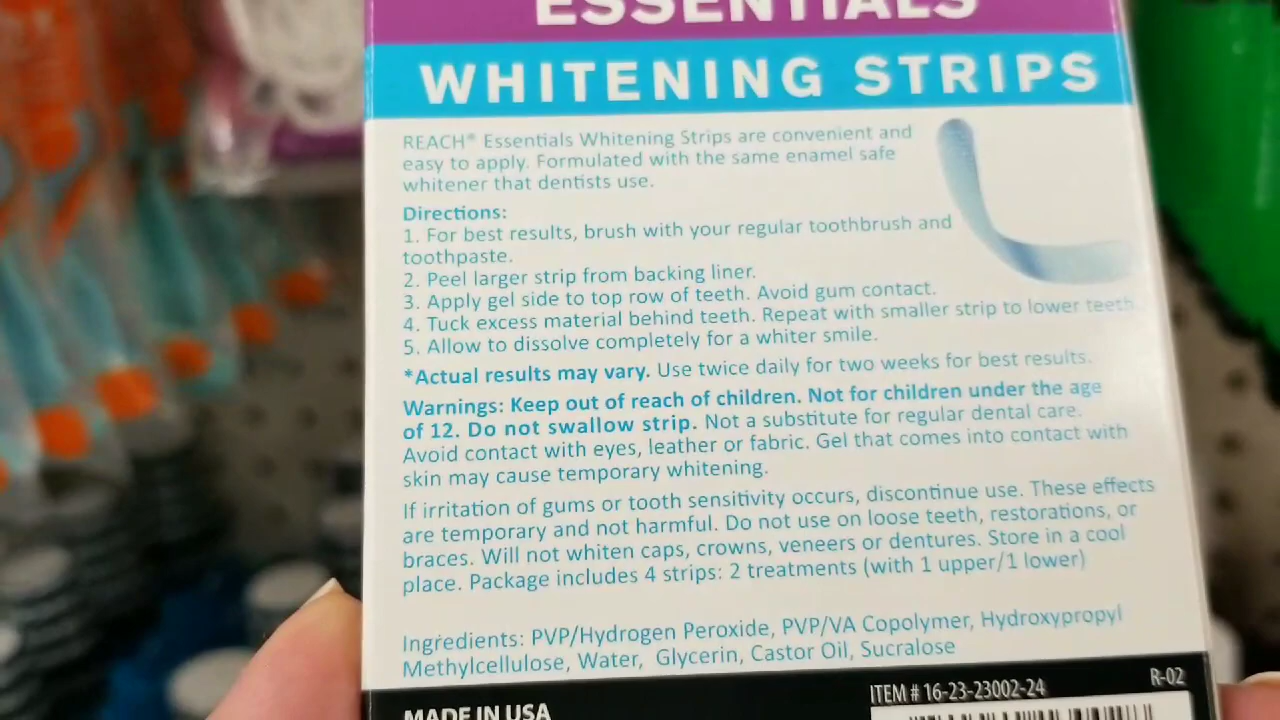 ESSENTIALS
WHITENING STRIPS
REACH® Essentials Whitening Strips are convenient and
easy to apply. Formulated with the same enamel safe
whitener that dentists use.
Directions:
1. For best results, brush with your regular toothbrush and
toothpaste.
2. Peel larger strip from backing liner.
3. Apply gel side to top row of teeth. Avoid gum contact.
4. Tuck excess material behind teeth. Repeat with smaller strip to lower teeth.
5. Allow to dissolve completely for a whiter smile.
*Actual results may vary. Use twice daily for two weeks for best results.
Warnings: Keep out of reach of children. Not for children under the age
of 12. Do not swallow strip. Not a substitute for regular dental care.
Avoid contact with eyes, leather or fabric. Gel that comes into contact with
skin may cause temporary whitening.
If irritation of gums or tooth sensitivity occurs, discontinue use. These effects
are temporary and not harmful. Do not use on loose teeth, restorations, or
braces. Will not whiten caps, crowns, veneers or dentures. Store in a cool
place. Package includes 4 strips: 2 treatments (with 1 upper/1 lower)
Ingredients: PVP/Hydrogen Peroxide, PVP/VA Copolymer, Hydroxypropyl
Methylcellulose, Water, Glycerin, Castor Oil, Sucralose
MADE IN USA
ITEM # 16-23-23002-24
R-02